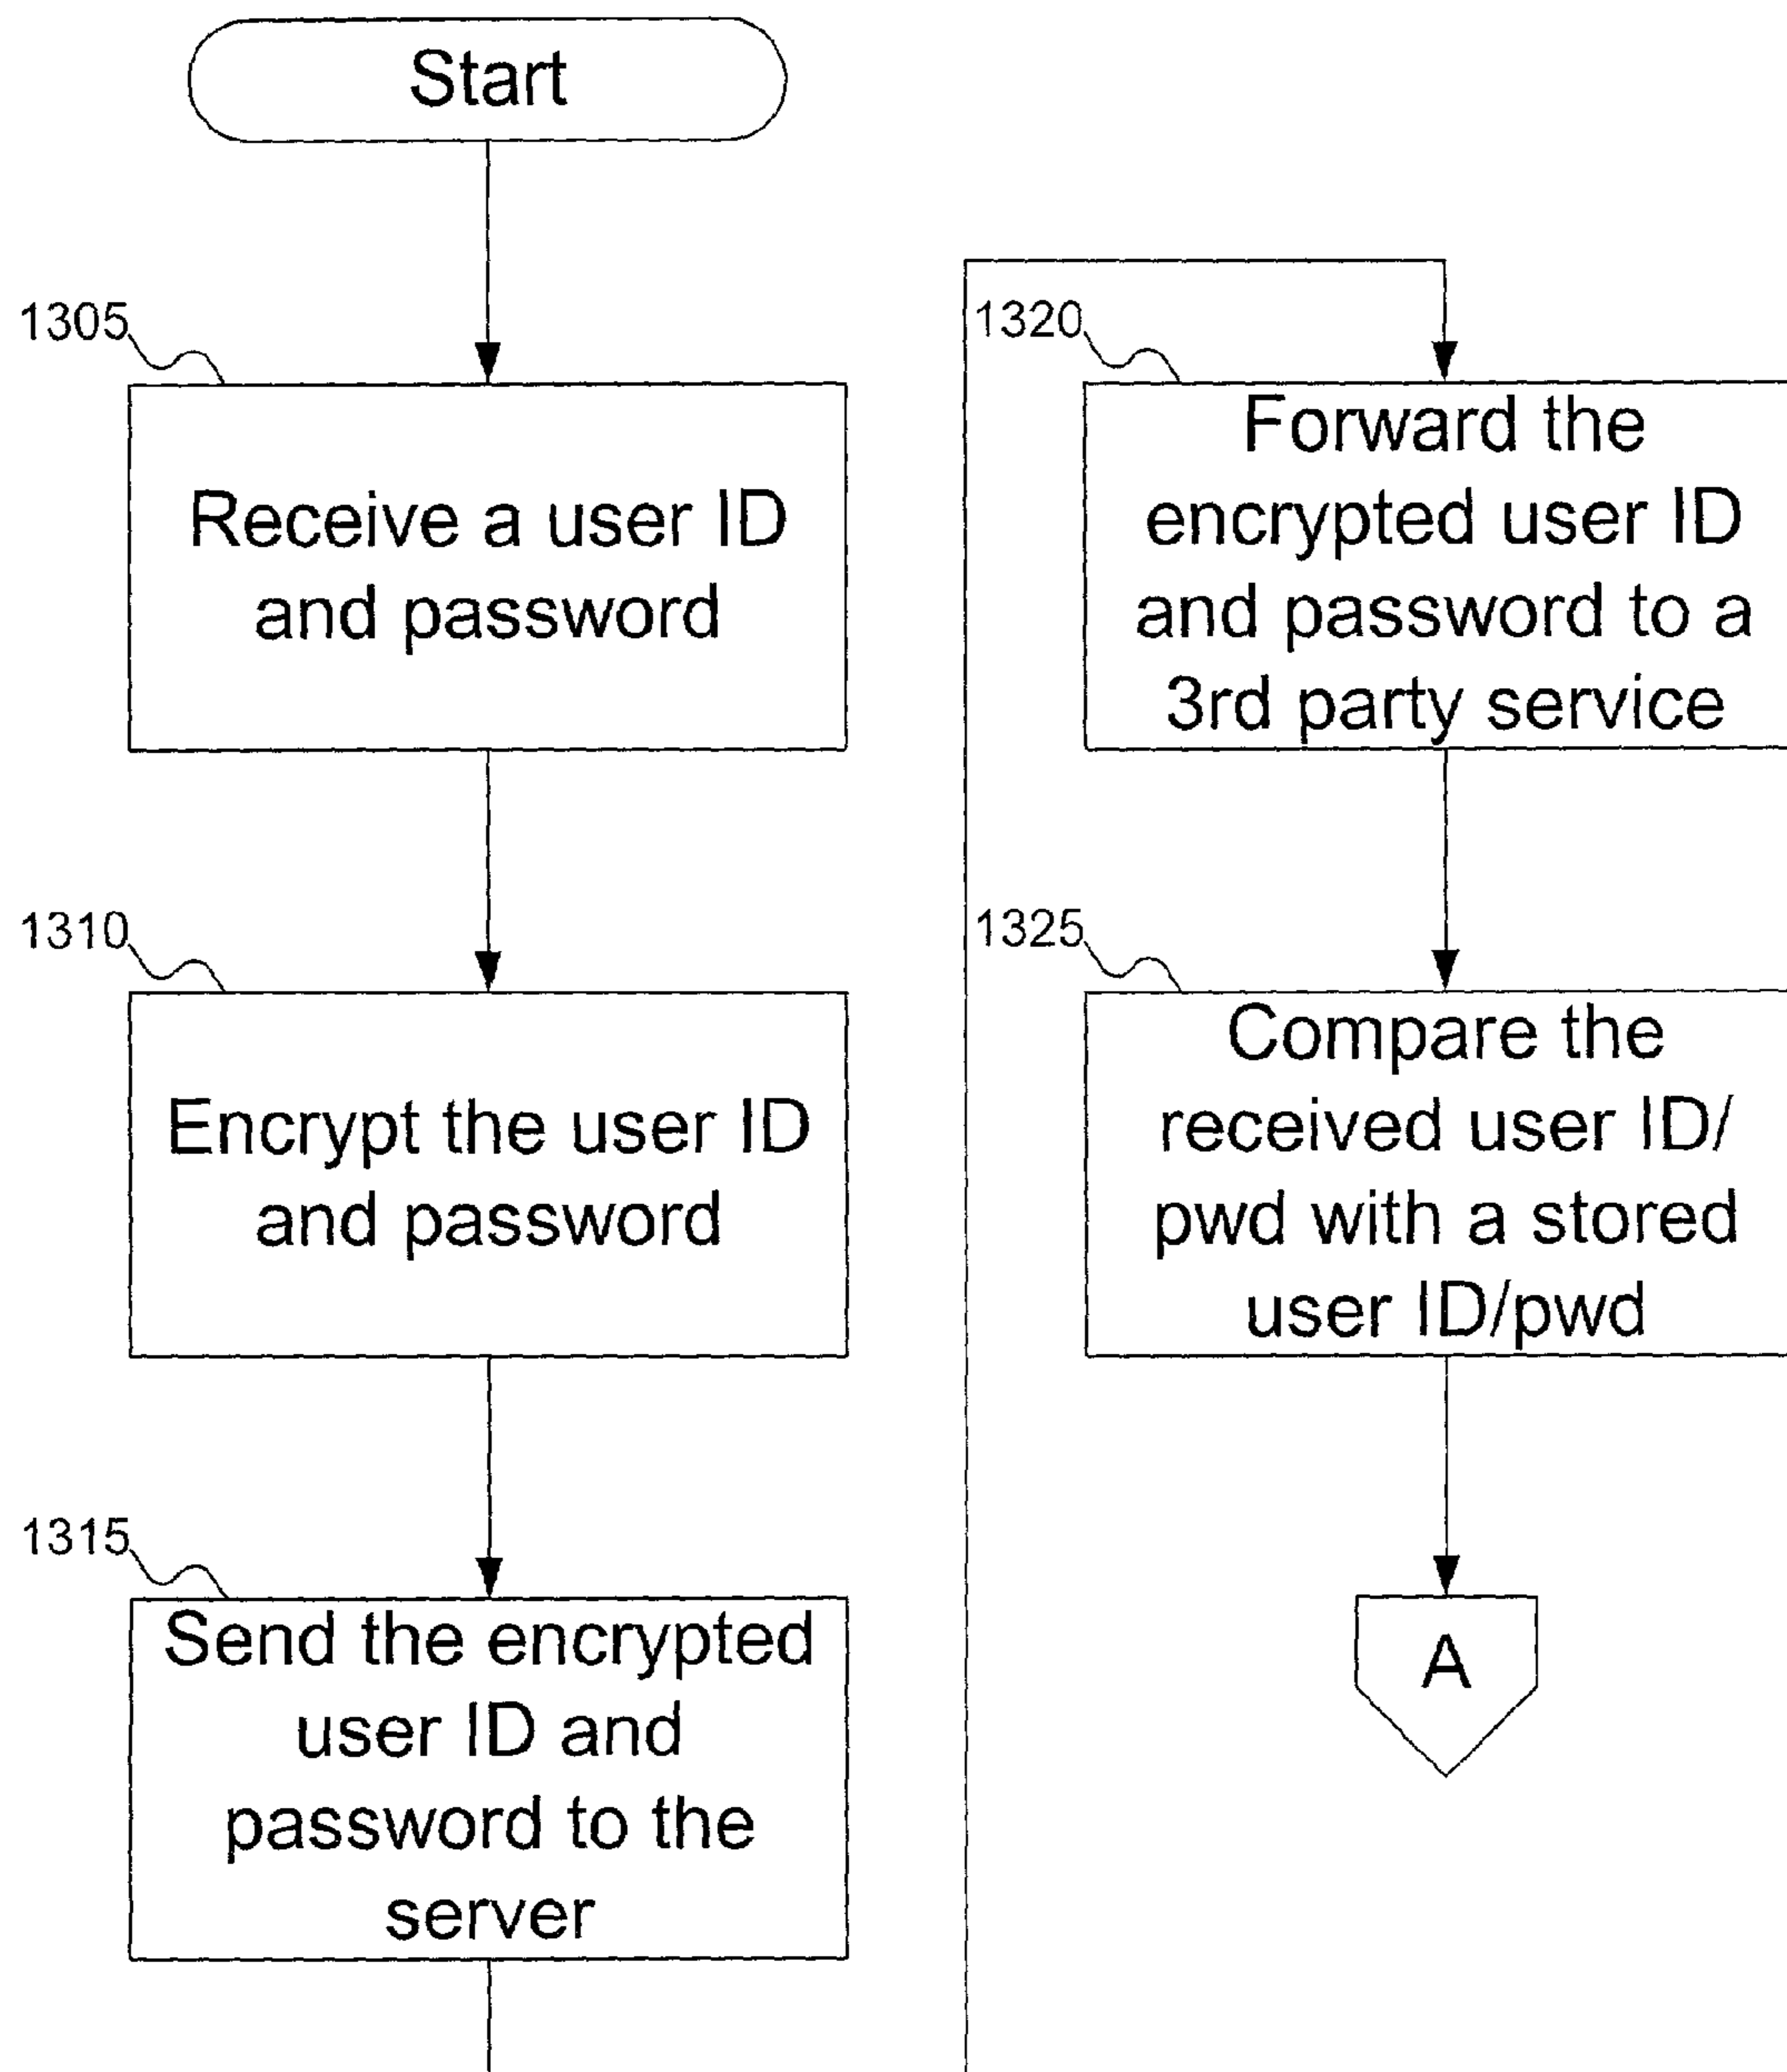 Start
1305
Receive a user ID
and password
1310
Encrypt the user ID
and password
1315
Send the encrypted
user ID and
password to the
server
1320
Forward the
encrypted user ID
and password to a
3rd party service
1325
Compare the
received user ID/
pwd with a stored
user ID/pwd
A